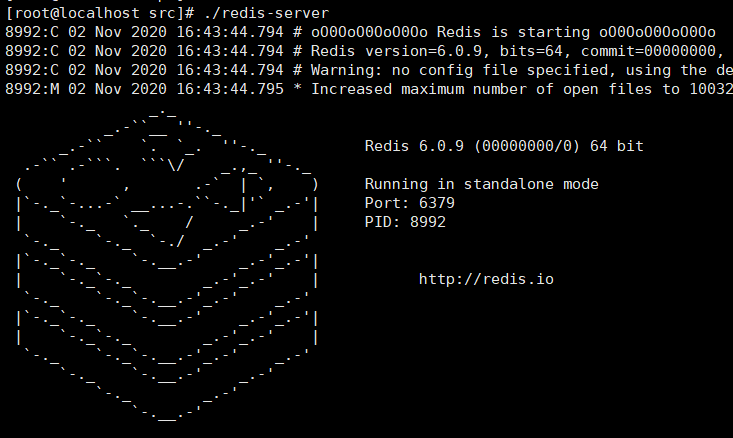 [root@localhost src]# ./redis-server
8992:C 02 Nov 2020 16:43:44.794 # oO0OoO0OoO0Oo Redis is starting oO0OoO0OoO0Oo
8992:C 02 Nov 2020 16:43:44.794 # Redis version=6.0.9, bits=64, commit=00000000,
8992:C 02 Nov 2020 16:43:44.794 # Warning: no config file specified, using the de
8992:M 02 Nov 2020 16:43:44.795 * Increased maximum number of open files to 10032
Redis 6.0.9 (00000000/0) 64 bit
Running in standalone mode
Port: 6379
PID: 8992
http://redis.io